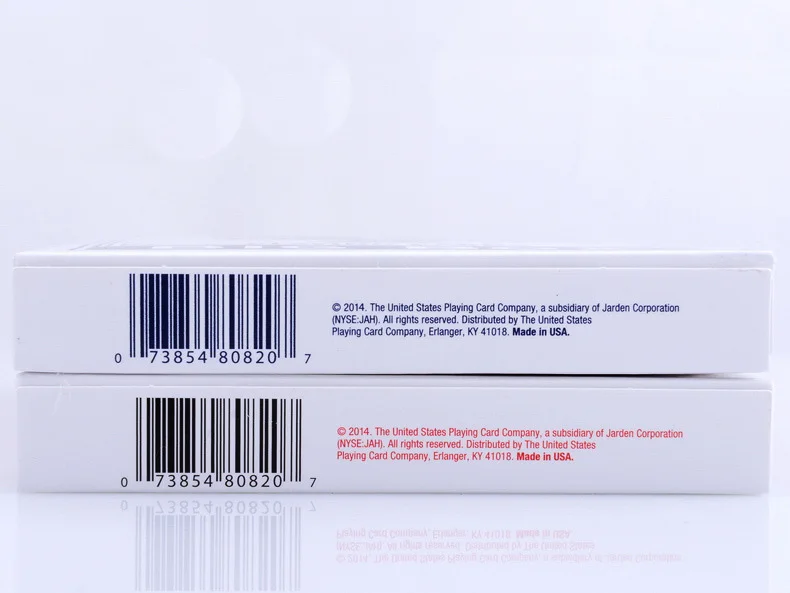 0 73854 80820 7
© 2014. The United States Playing Card Company, a subsidiary of Jarden Corporation
(NYSE:JAH). All rights reserved. Distributed by The United States
Playing Card Company, Erlanger, KY 41018. Made in USA.
0 73854 80820 7
© 2014. The United States Playing Card Company, a subsidiary of Jarden Corporation
(NYSE:JAH). All rights reserved. Distributed by The United States
Playing Card Company, Erlanger, KY 41018. Made in USA.